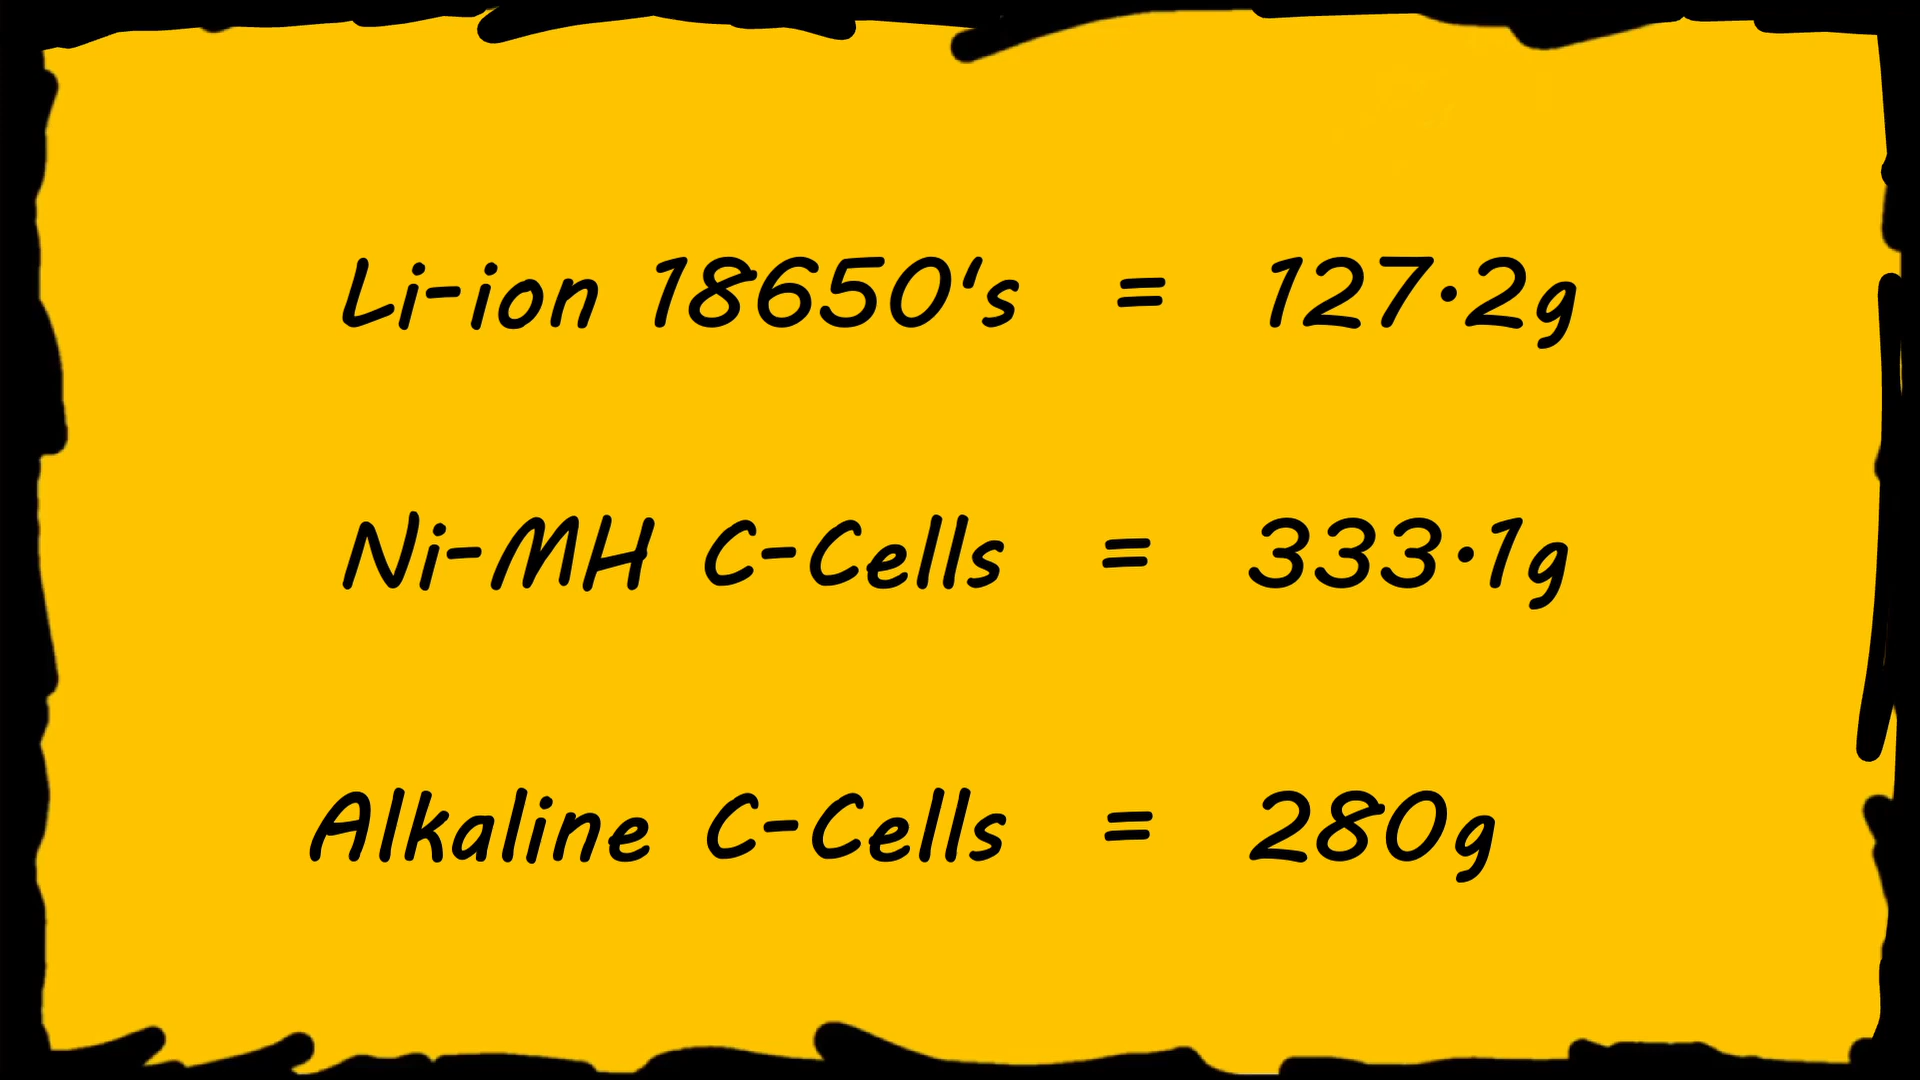 Li-ion 18650's = 127·2g
Ni-MH C-Cells = 333·1g
Alkaline C-Cells = 280g